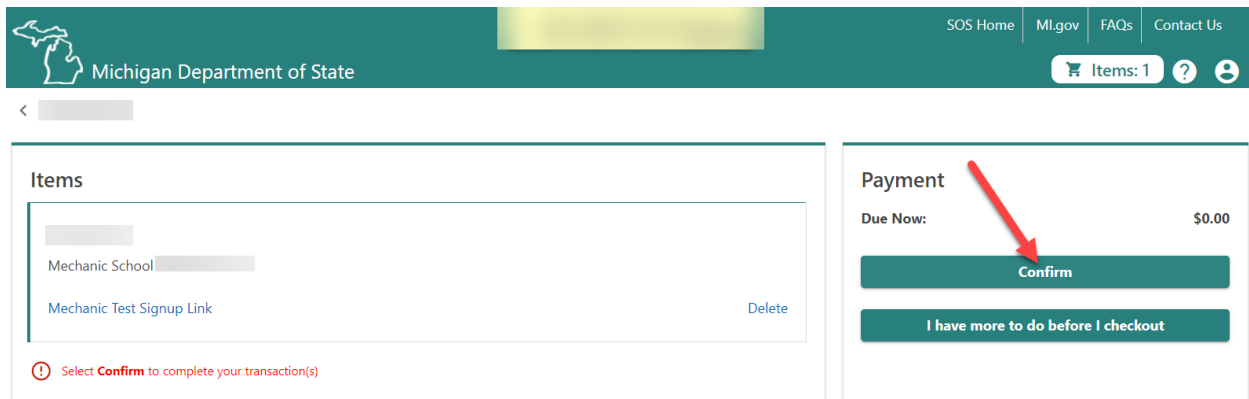 SOS Home MI.gov FAQs Contact Us
Michigan Department of State
Items: 1 ?
Items
Mechanic School
Mechanic Test Signup Link Delete
! Select Confirm to complete your transaction(s)
Payment
Due Now: $0.00
Confirm
I have more to do before I checkout